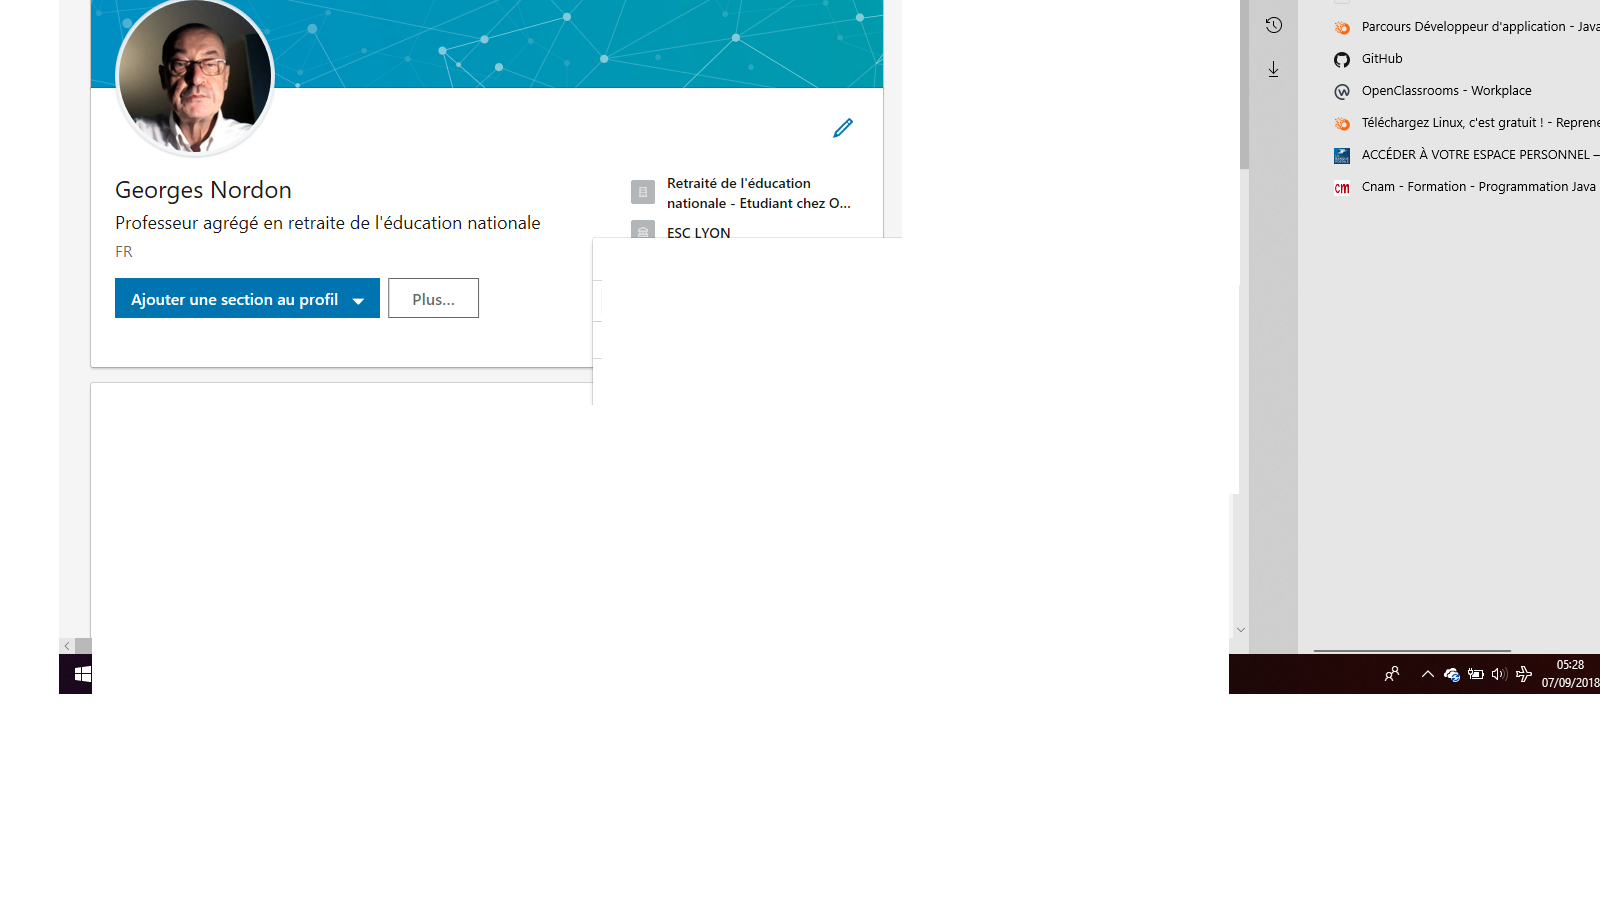 Georges Nordon
Professeur agrégé en retraite de l'éducation nationale
FR
Ajouter une section au profil
Plus...
Retraité de l'éducation
nationale - Etudiant chez O...
ESC LYON
Parcours Développeur d'application - Java
GitHub
OpenClassrooms - Workplace
Téléchargez Linux, c'est gratuit ! - Reprene
ACCÉDER À VOTRE ESPACE PERSONNEL –
cm
Cnam - Formation - Programmation Java
05:28
07/09/2018